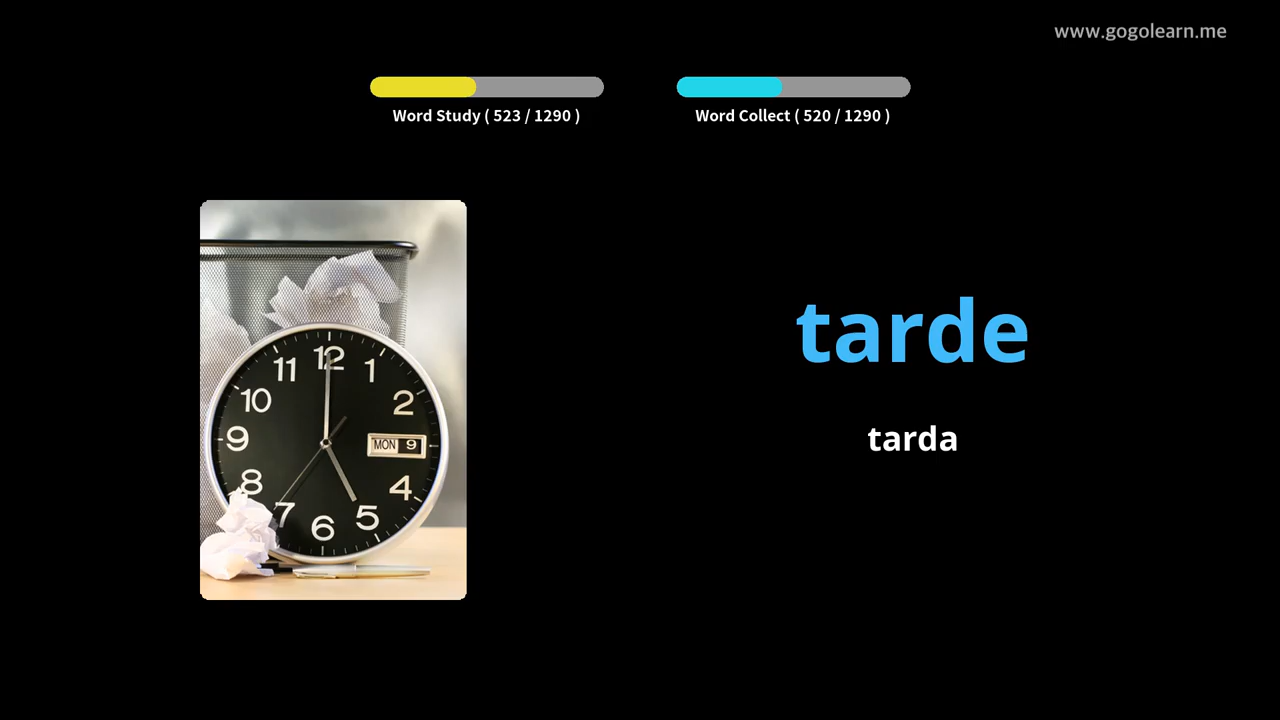 www.gogolearn.me
Word Study ( 523 / 1290 )
Word Collect ( 520 / 1290 )
tarde
tarda
12
11
1
10
2
9
MON 9
8
4
7
5
6